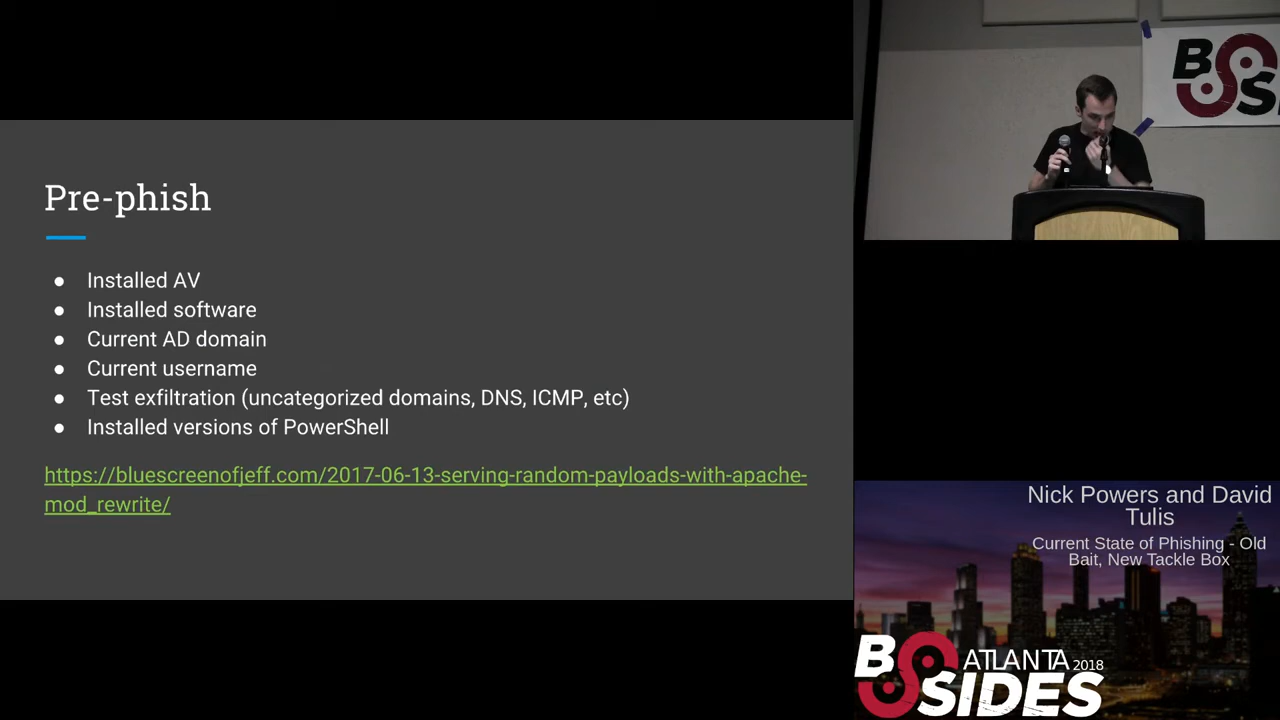 Pre-phish
● Installed AV
● Installed software
● Current AD domain
● Current username
● Test exfiltration (uncategorized domains, DNS, ICMP, etc)
● Installed versions of PowerShell
https://bluescreenofjeff.com/2017-06-13-serving-random-payloads-with-apache-
mod_rewrite/
B
S
Nick Powers and David
Tulis
Current State of Phishing - Old
Bait, New Tackle Box
B ATLANTA 2018
SIDES